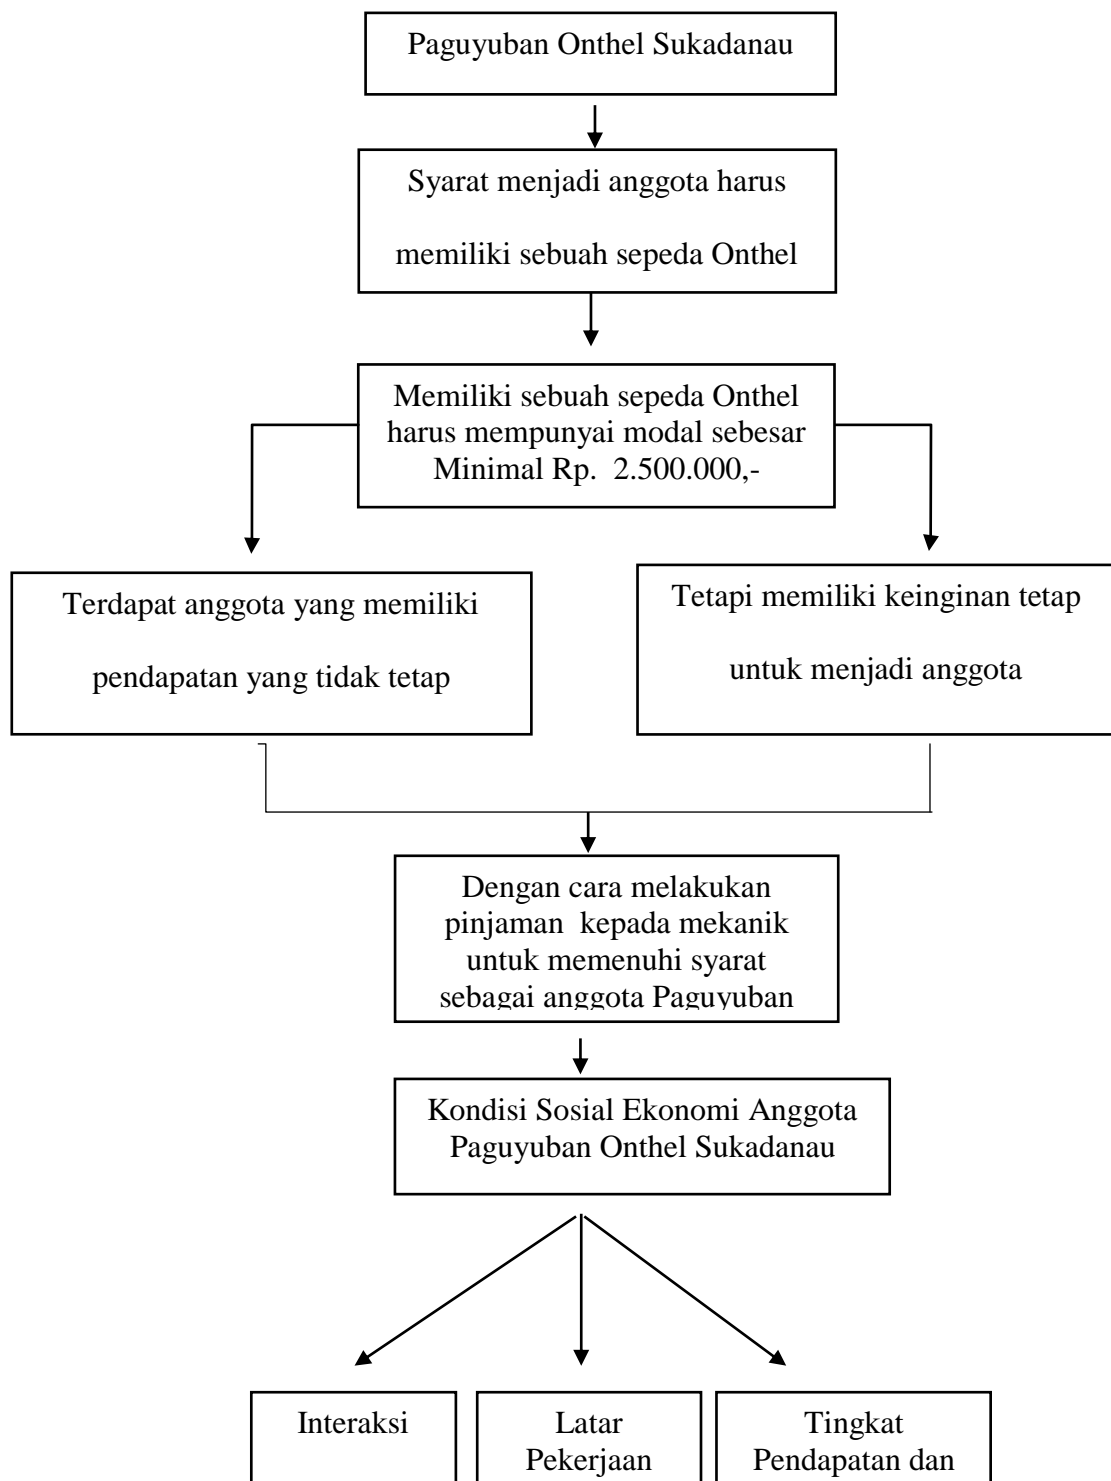 Paguyuban Onthel Sukadanau
Syarat menjadi anggota harus
memiliki sebuah sepeda Onthel
Memiliki sebuah sepeda Onthel
harus mempunyai modal sebesar
Minimal Rp. 2.500.000,-
Terdapat anggota yang memiliki
pendapatan yang tidak tetap
Tetapi memiliki keinginan tetap
untuk menjadi anggota
Dengan cara melakukan
pinjaman kepada mekanik
untuk memenuhi syarat
sebagai anggota Paguyuban
Kondisi Sosial Ekonomi Anggota
Paguyuban Onthel Sukadanau
Interaksi
Latar
Pekerjaan
Tingkat
Pendapatan dan